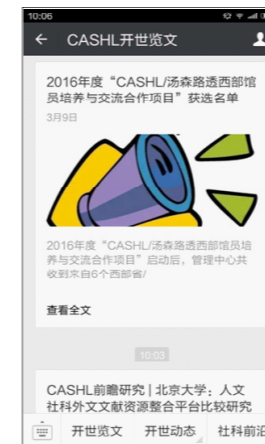 10:06
CASHL开世览文
2016年度“CASHL/汤森路透西部馆
员培养与交流合作项目”获选名单
3月9日
2016年度“CASHL/汤森路透西部馆员培
养与交流合作项目”启动后，管理中心共
收到来自6个西部省/
查看全文
10:03
CASHL前瞻研究 | 北京大学：人文
社科外文文献资源整合平台比较研究
开世览文 开世动态 社科前沿